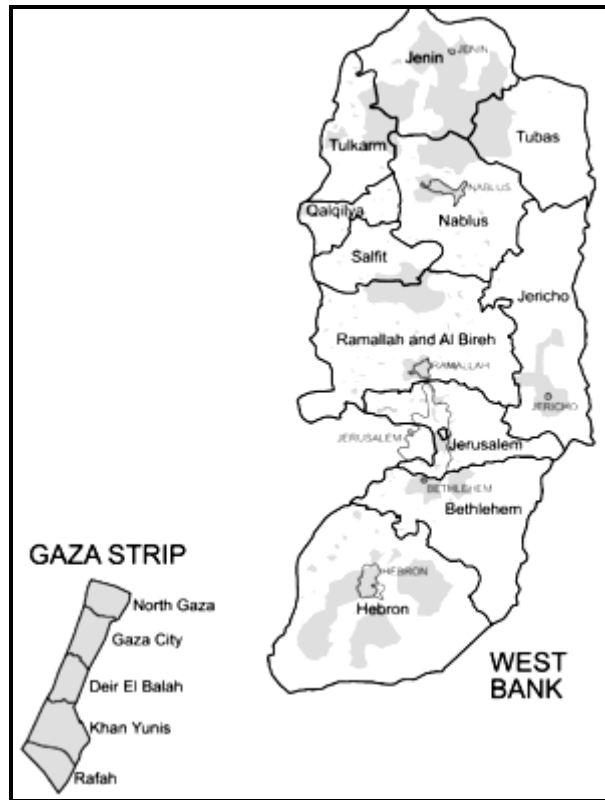 JENIN
Jenin
Tubas
Tulkarm
NABLUS
Nablus
Qalqilya
Salfit
Jericho
Ramallah and Al Bireh
RAMALLAH
JERICHO
JERUSALEM
Jerusalem
BETHLEHEM
Bethlehem
HEBRON
Hebron
GAZA STRIP
North Gaza
Gaza City
Deir El Balah
Khan Yunis
Rafah
WEST
BANK